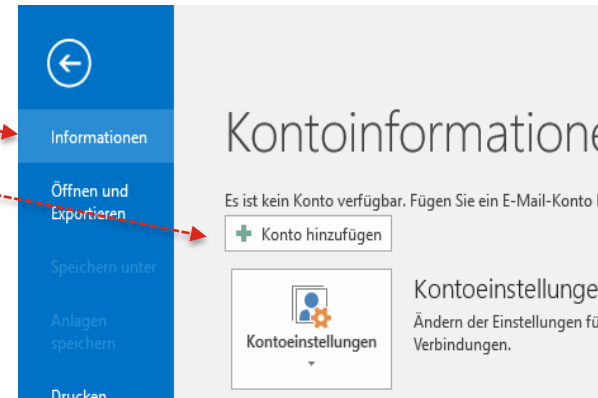 Informationen
Öffnen und
Exportieren
Speichern unter
Anlagen
speichern
Drucken
Kontoinformatione
Es ist kein Konto verfügbar. Fügen Sie ein E-Mail-Konto
Konto hinzufügen
Kontoeinstellungen
Kontoeinstellunge
Ändern der Einstellungen fü
Verbindungen.